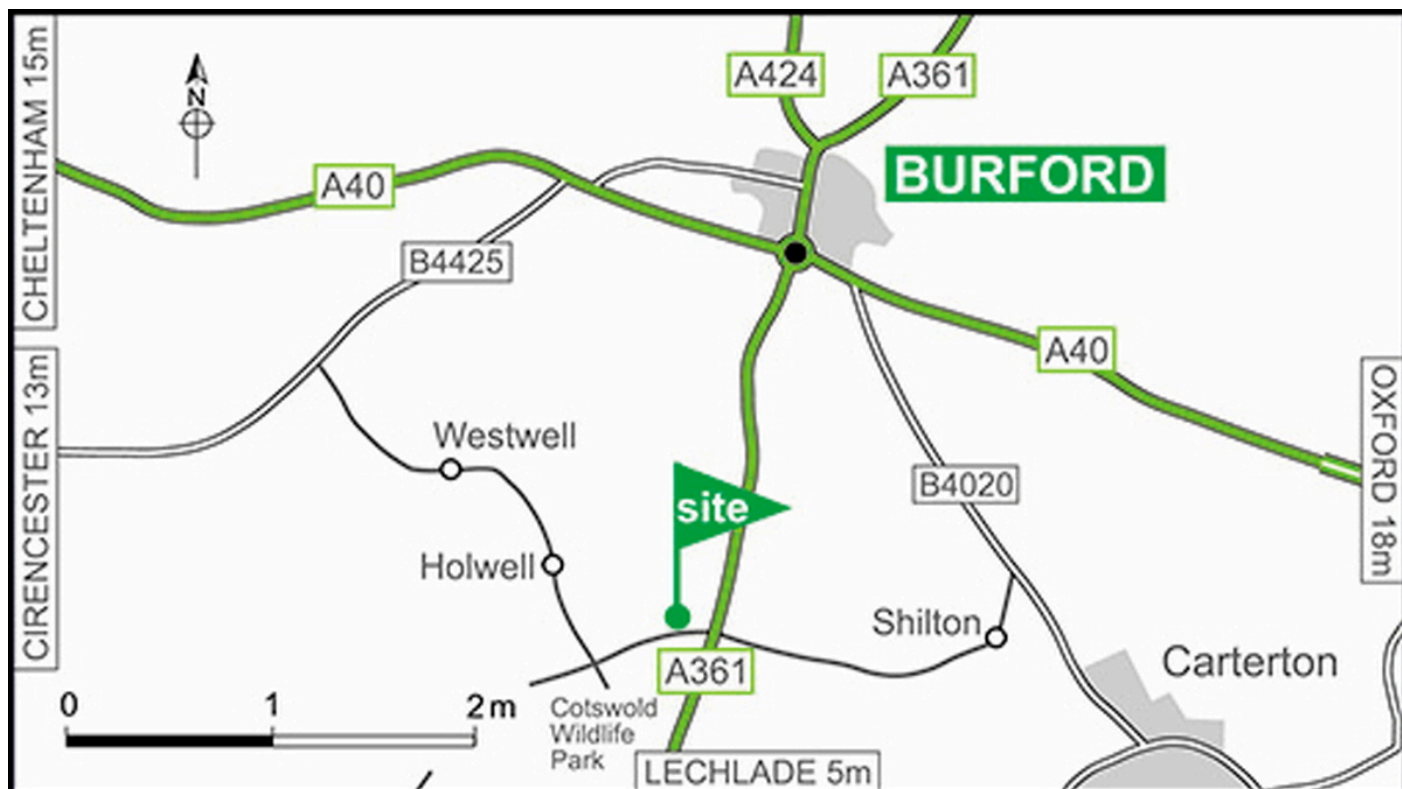 CHELTENHAM 15m
N
A424
A361
A40
BURFORD
B4425
A40
CIRENCESTER 13m
OXFORD 18m
Westwell
B4020
site
Holwell
Shilton
A361
Carterton
0 1 2 m
Cotswold
Wildlife
Park
LECHLADE 5m